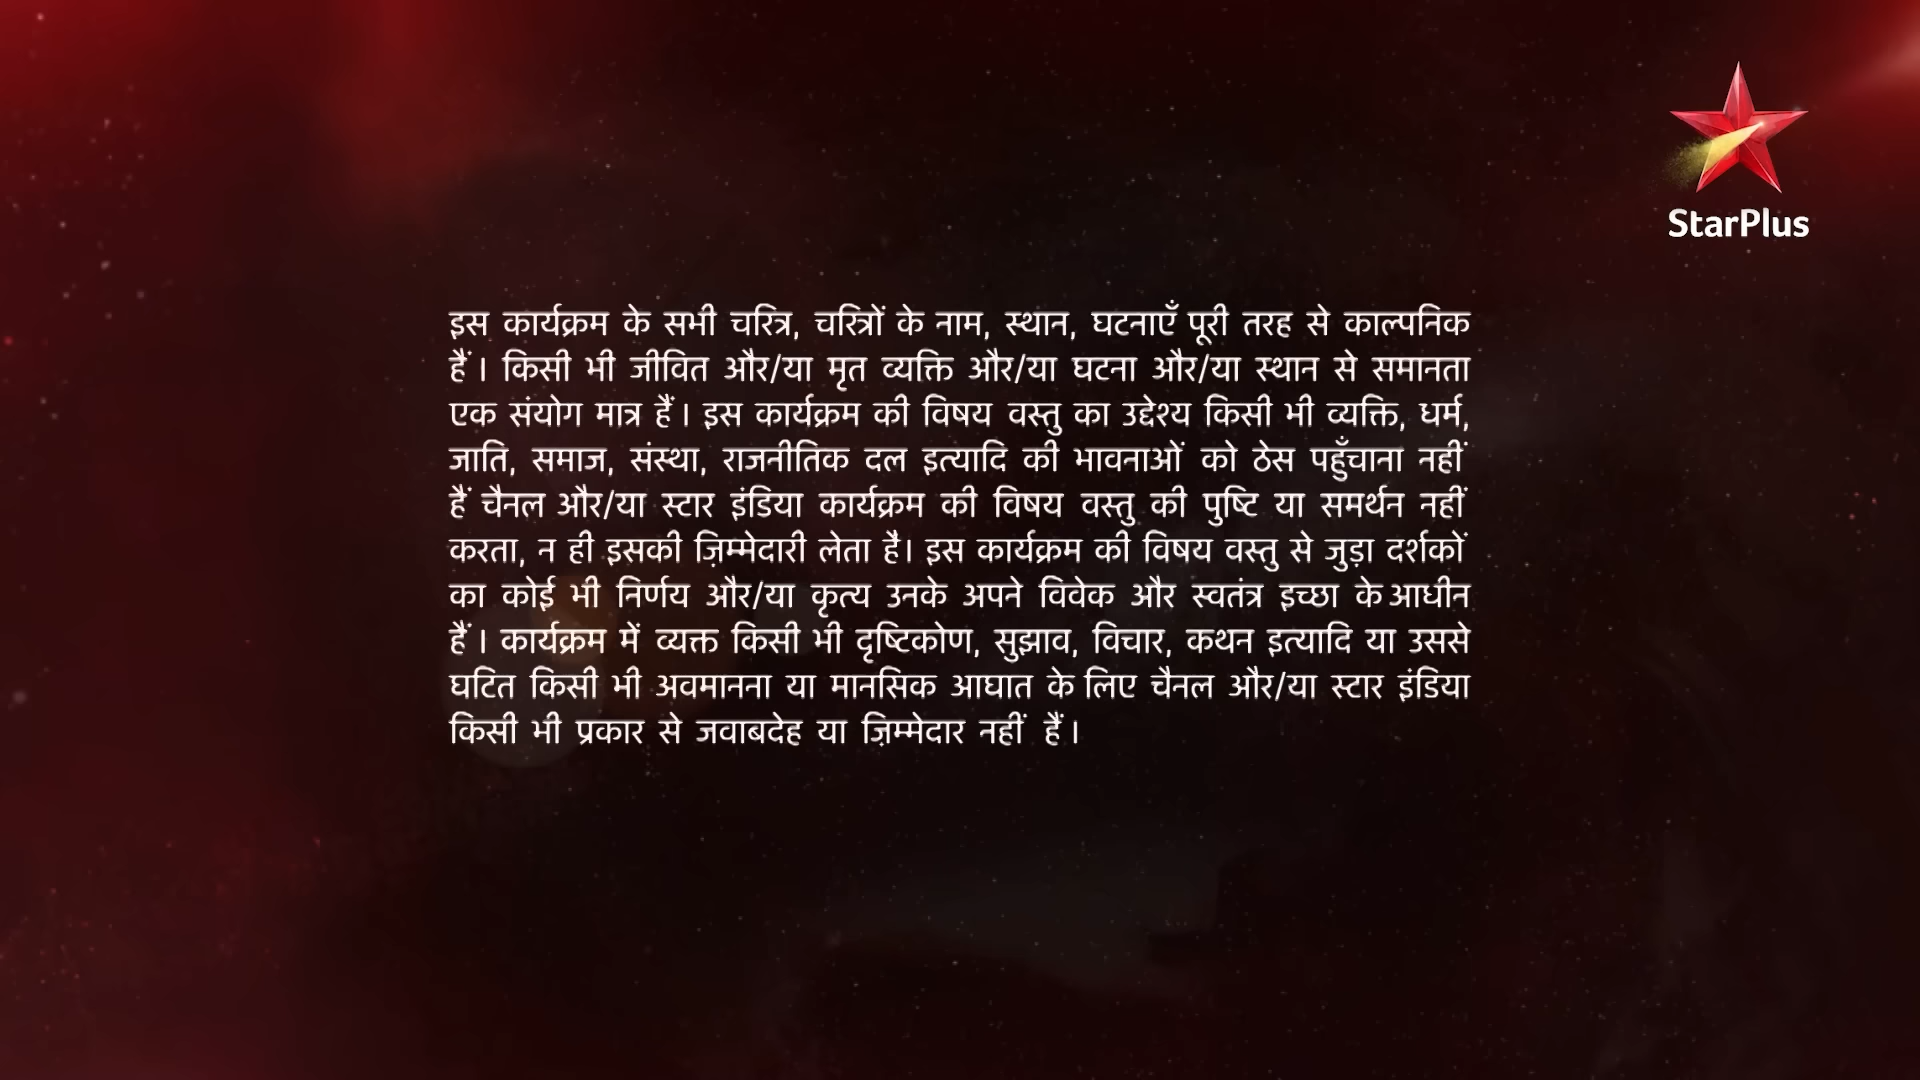 StarPlus
इस कार्यक्रम के सभी चरित्र, चरित्रों के नाम, स्थान, घटनाएँ पूरी तरह से काल्पनिक
हैं। किसी भी जीवित और/या मृत व्यक्ति और/या घटना और/या स्थान से समानता
एक संयोग मात्र हैं। इस कार्यक्रम की विषय वस्तु का उद्देश्य किसी भी व्यक्ति, धर्म,
जाति, समाज, संस्था, राजनीतिक दल इत्यादि की भावनाओं को ठेस पहुँचाना नहीं
हैं चैनल और/या स्टार इंडिया कार्यक्रम की विषय वस्तु की पुष्टि या समर्थन नहीं
करता, न ही इसकी ज़िम्मेदारी लेता है। इस कार्यक्रम की विषय वस्तु से जुड़ा दर्शकों
का कोई भी निर्णय और/या कृत्य उनके अपने विवेक और स्वतंत्र इच्छा के आधीन
हैं। कार्यक्रम में व्यक्त किसी भी दृष्टिकोण, सुझाव, विचार, कथन इत्यादि या उससे
घटित किसी भी अवमानना या मानसिक आघात के लिए चैनल और/या स्टार इंडिया
किसी भी प्रकार से जवाबदेह या ज़िम्मेदार नहीं हैं।